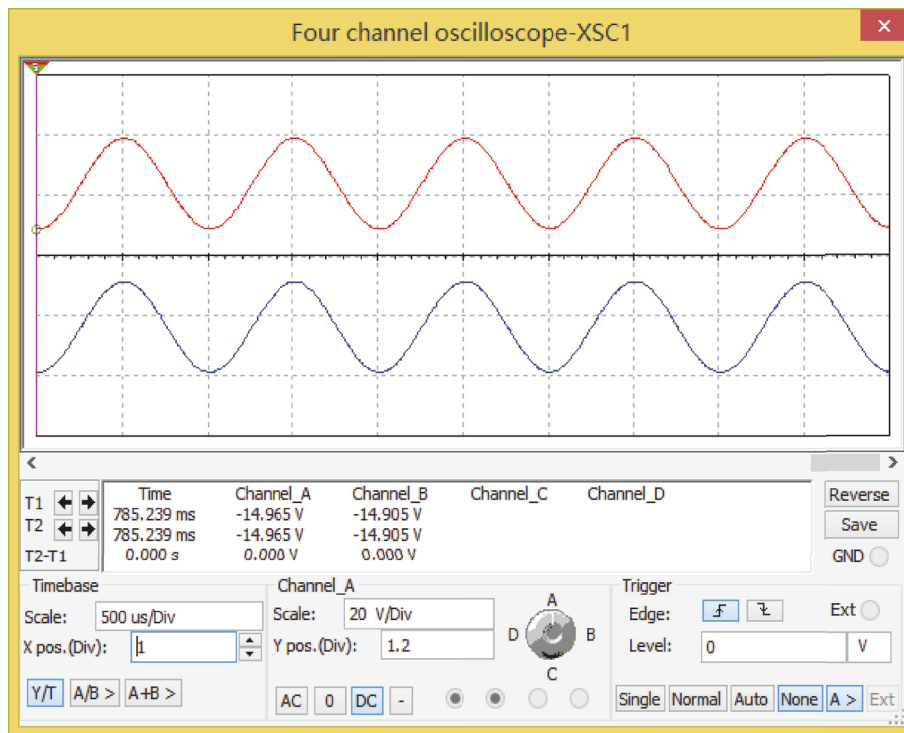 Four channel oscilloscope-XSC1
Time Channel_A Channel_B Channel_C Channel_D
T1 785.239 ms -14.965 V -14.905 V
T2 785.239 ms -14.965 V -14.905 V
T2-T1 0.000 s 0.000 V 0.000 V
Reverse
Save
GND
Timebase
Scale: 500 us/Div
X pos.(Div): 1
Y/T A/B > A+B >
Channel_A
Scale: 20 V/Div
Y pos.(Div): 1.2
AC 0 DC -
A
D B
C
Trigger
Edge: Ext
Level: 0 V
Single Normal Auto None A > Ext